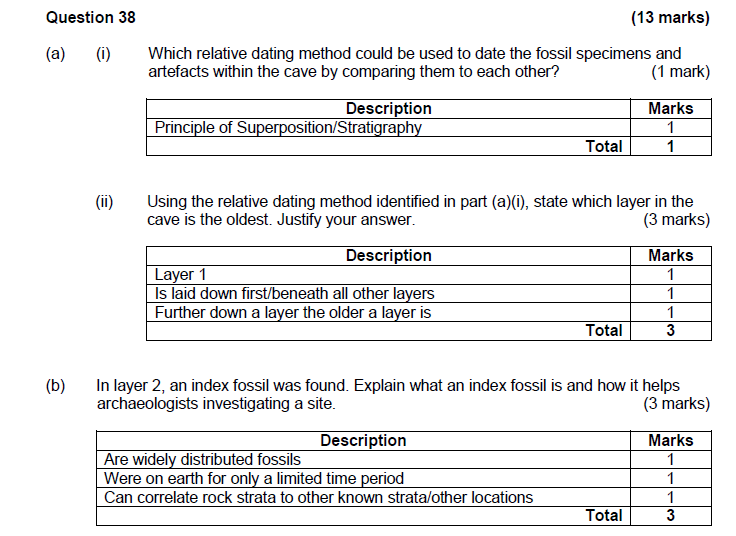 Question 38 (13 marks)
(a) (i) Which relative dating method could be used to date the fossil specimens and
artefacts within the cave by comparing them to each other? (1 mark)
Description Marks
Principle of Superposition/Stratigraphy 1
Total 1
(ii) Using the relative dating method identified in part (a)(i), state which layer in the
cave is the oldest. Justify your answer. (3 marks)
Description Marks
Layer 1 1
Is laid down first/beneath all other layers 1
Further down a layer the older a layer is 1
Total 3
(b) In layer 2, an index fossil was found. Explain what an index fossil is and how it helps
archaeologists investigating a site. (3 marks)
Description Marks
Are widely distributed fossils 1
Were on earth for only a limited time period 1
Can correlate rock strata to other known strata/other locations 1
Total 3